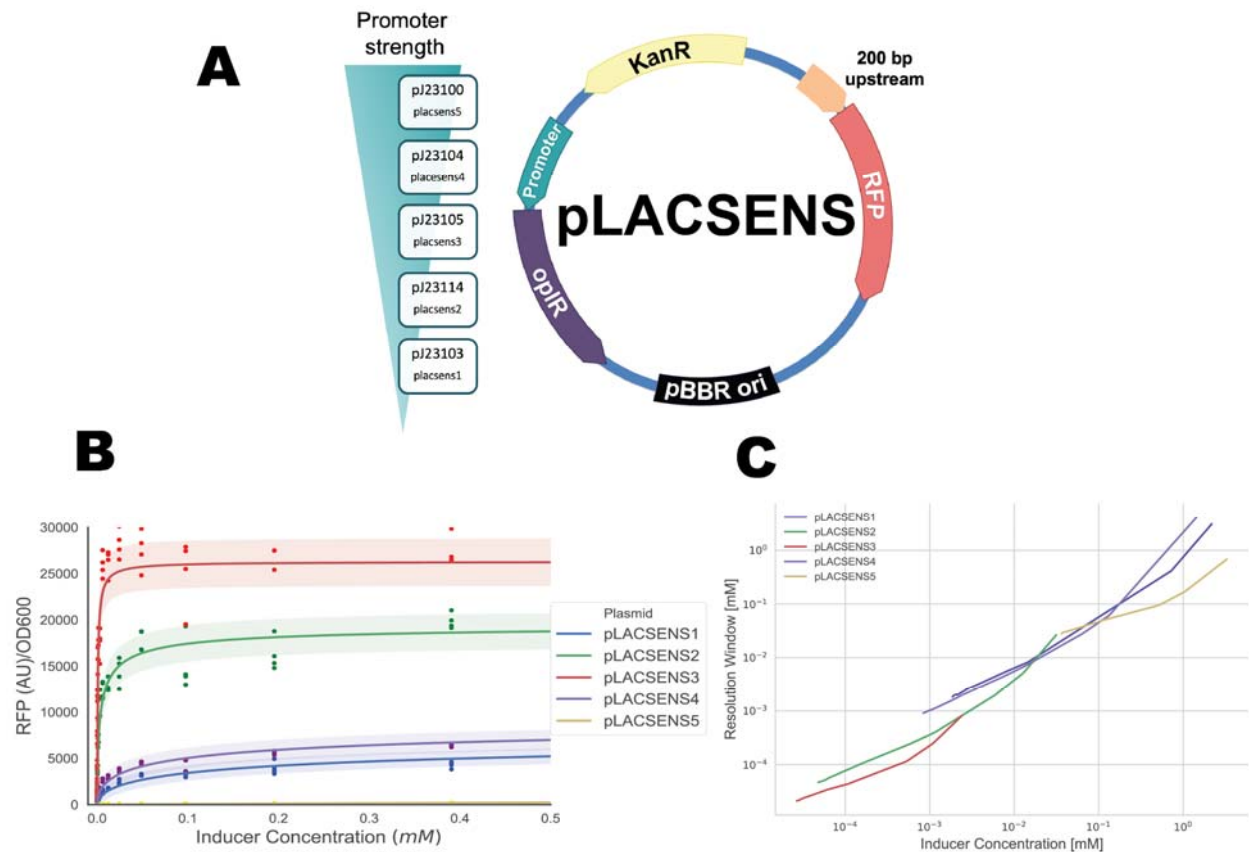 A
Promoter
strength
pJ23100
placsens5
pJ23104
placesens4
pJ23105
placsens3
pJ23114
placsens2
pJ23103
placsens1
KanR
200 bp
upstream
Promoter
RFP
pLACSENS
oplR
pBBR ori
B
30000
25000
20000
15000
10000
5000
0
RFP (AU)/OD600
0.0
0.1
0.2
0.3
0.4
0.5
Inducer Concentration (mM)
Plasmid
pLACSENS1
pLACSENS2
pLACSENS3
pLACSENS4
pLACSENS5
C
pLACSENS1
pLACSENS2
pLACSENS3
pLACSENS4
pLACSENS5
10⁰
10⁻¹
10⁻²
10⁻³
10⁻⁴
Resolution Window [mM]
10⁻⁴
10⁻³
10⁻²
10⁻¹
10⁰
Inducer Concentration [mM]